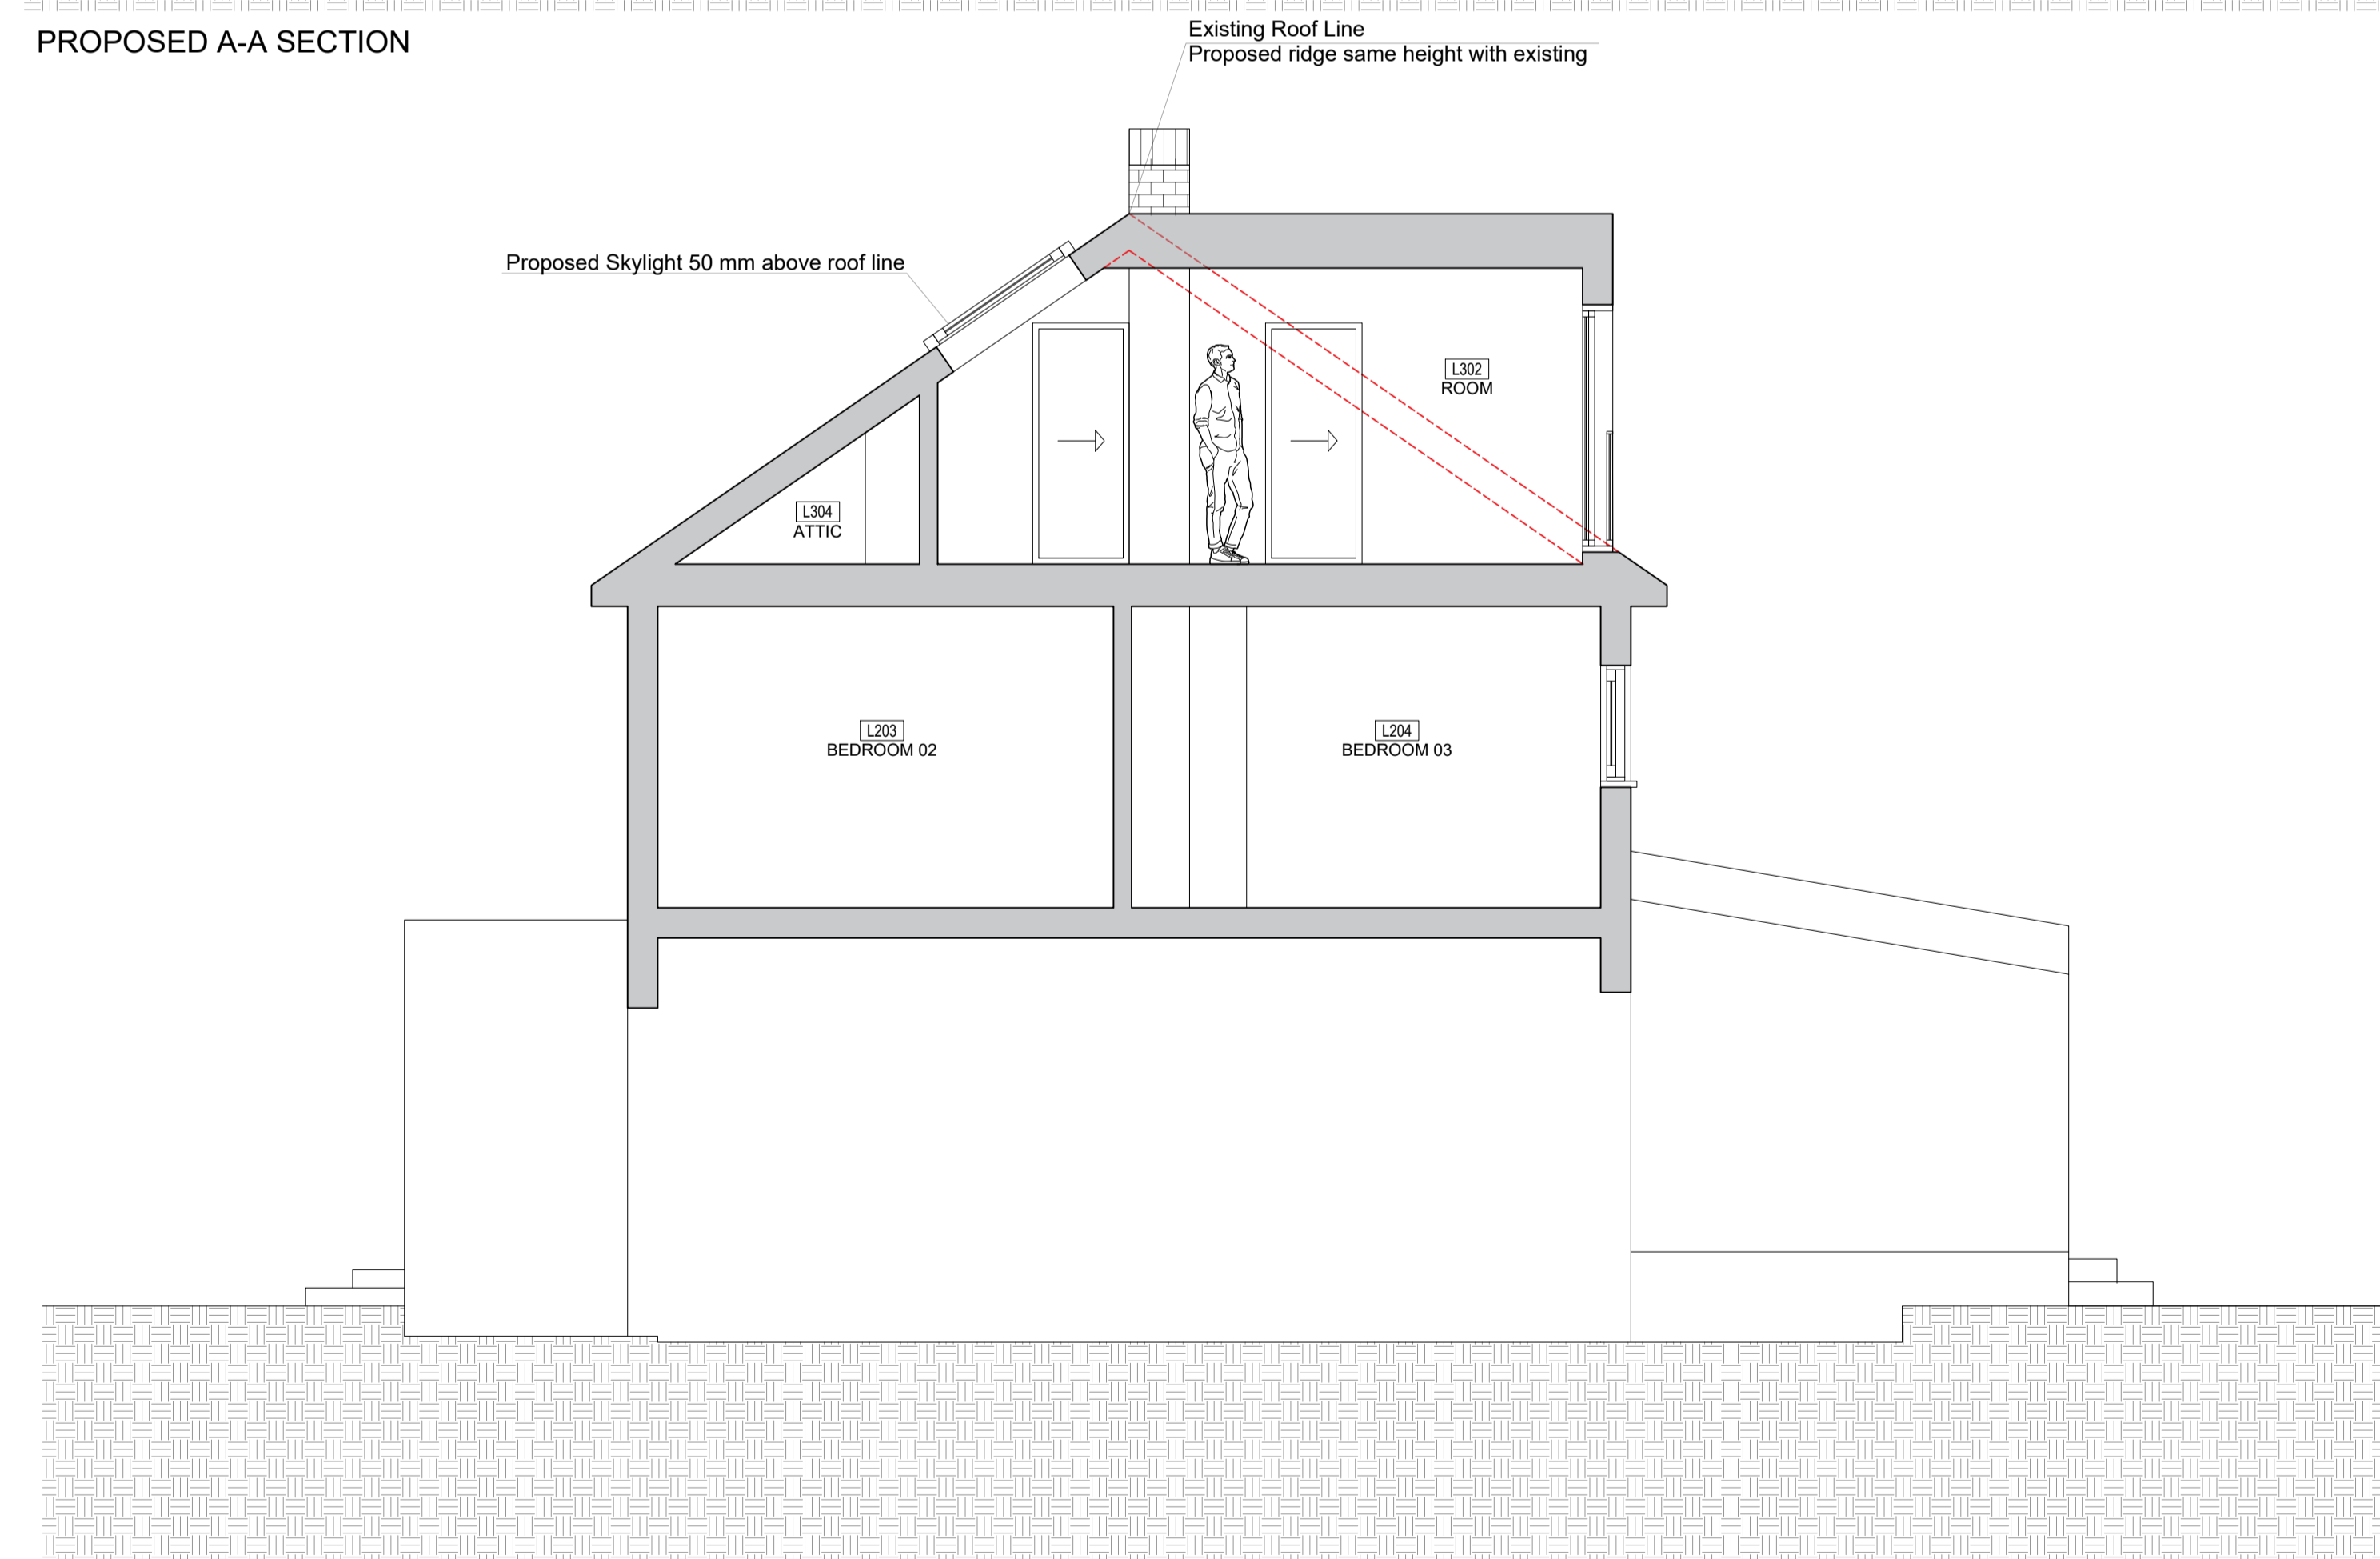 PROPOSED A-A SECTION
Existing Roof Line
Proposed ridge same height with existing
Proposed Skylight 50 mm above roof line
L302
ROOM
L304
ATTIC
L203
BEDROOM 02
L204
BEDROOM 03